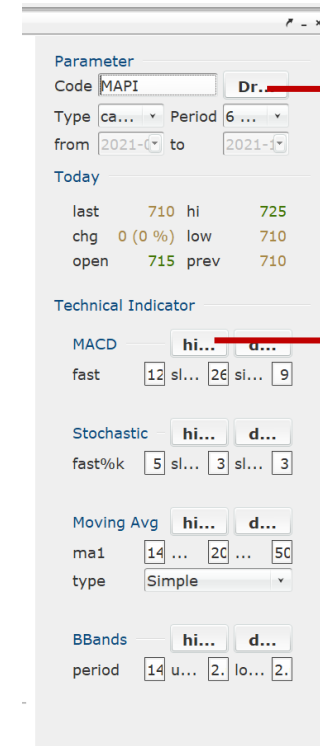 Parameter
Code MAPI Dr...
Type ca... Period 6 ...
from 2021-0 to 2021-1
Today
last 710 hi 725
chg 0 (0 %) low 710
open 715 prev 710
Technical Indicator
MACD hi... d...
fast 12 sl... 26 si... 9
Stochastic hi... d...
fast%k 5 sl... 3 sl... 3
Moving Avg hi... d...
ma1 14 ... 20 ... 50
type Simple
BBands hi... d...
period 14 u... 2. lo... 2.